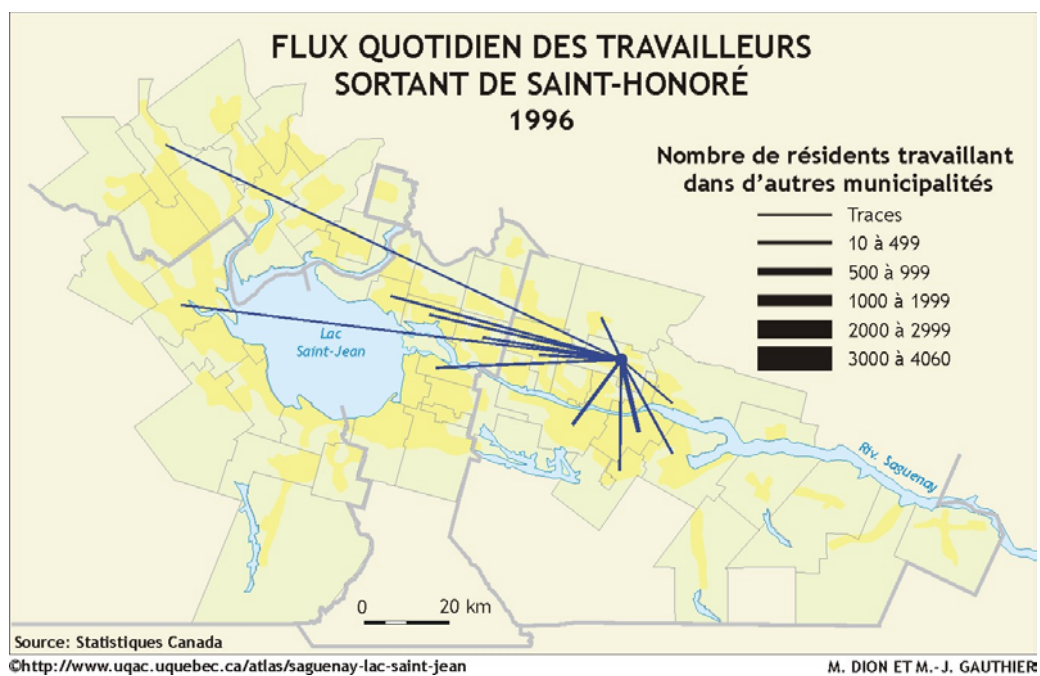 FLUX QUOTIDIEN DES TRAVAILLEURS
SORTANT DE SAINT-HONORÉ
1996
Nombre de résidents travaillant
dans d'autres municipalités
Traces
10 à 499
500 à 999
1000 à 1999
2000 à 2999
3000 à 4060
Lac
Saint-Jean
Riv. Saguenay
0 20 km
Source: Statistiques Canada
©http://www.uqac.uquebec.ca/atlas/saguenay-lac-saint-jean
M. DION ET M.-J. GAUTHIER